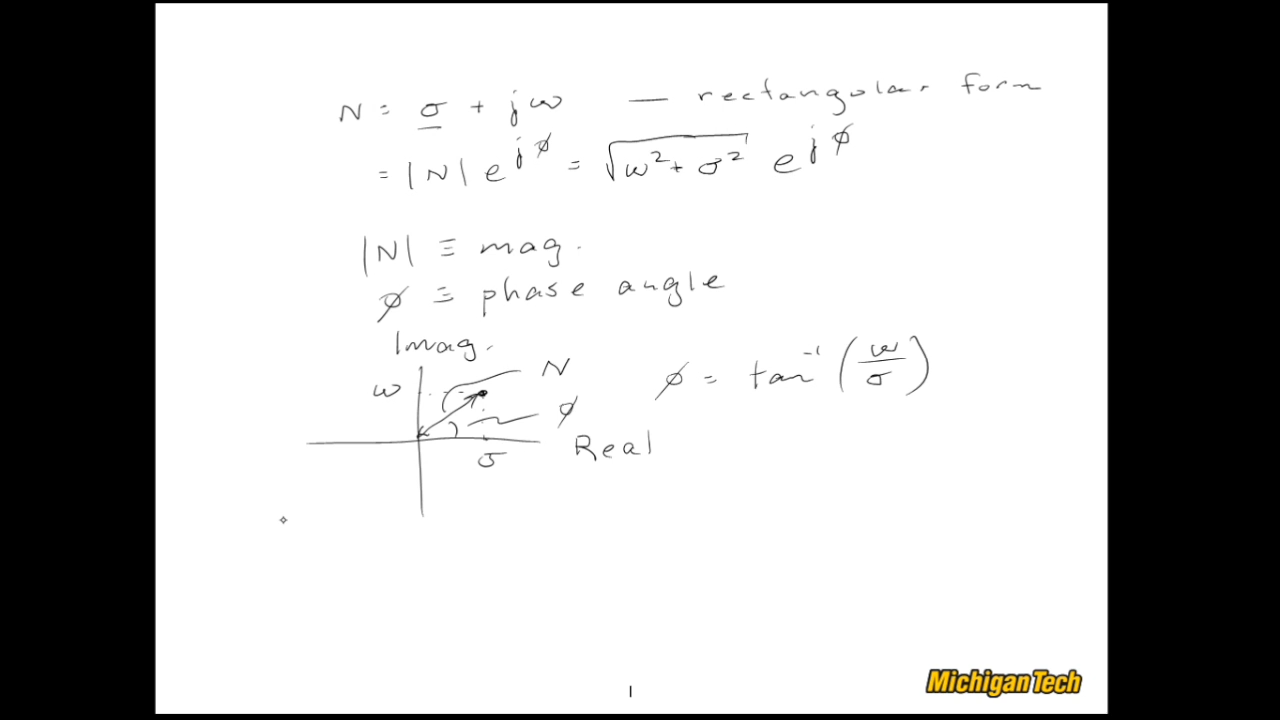 N = σ + jω — rectangular form
= |N| e^{jφ} = √(ω² + σ²) e^{jφ}
|N| ≡ mag.
φ ≡ phase angle
Imag.
ω N φ = tan⁻¹ (ω/σ)
φ
Real
σ
1
Michigan Tech